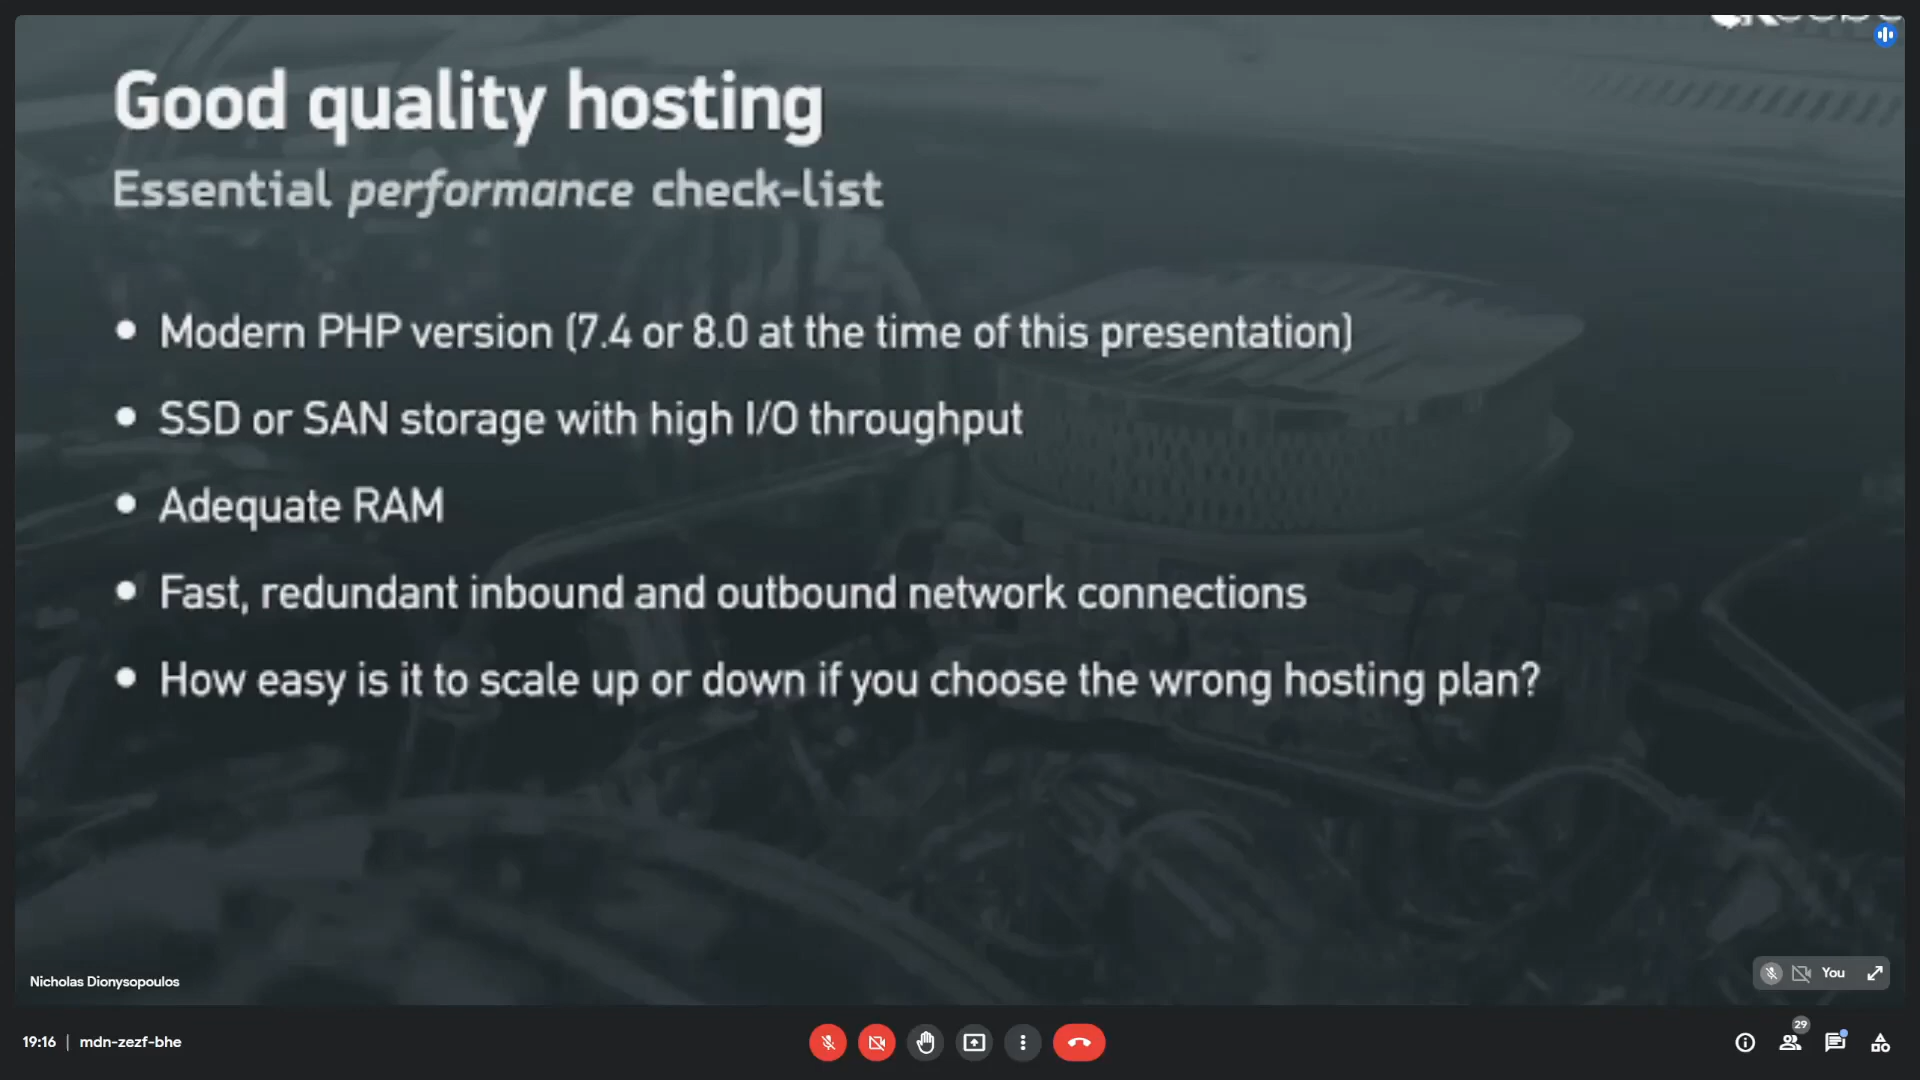 Good quality hosting
Essential performance check-list
• Modern PHP version (7.4 or 8.0 at the time of this presentation)
• SSD or SAN storage with high I/O throughput
• Adequate RAM
• Fast, redundant inbound and outbound network connections
• How easy is it to scale up or down if you choose the wrong hosting plan?
Nicholas Dionysopoulos
You
19:16 | mdn-zezf-bhe
29